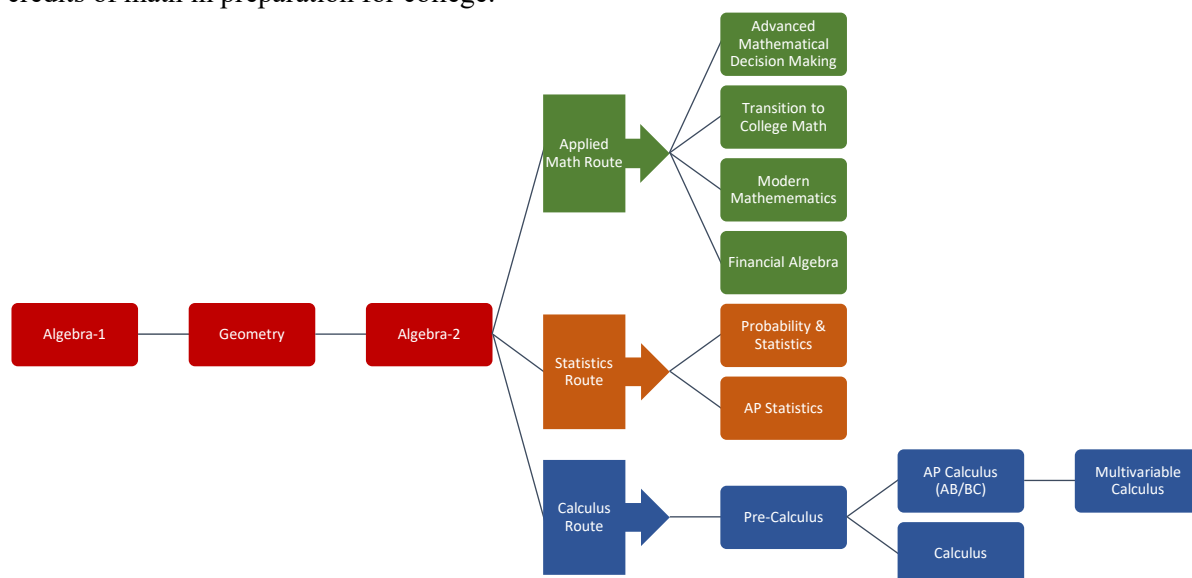 credits of math in preparation for college.
Advanced
Mathematical
Decision Making
Transition to
College Math
Applied
Math Route
Modern
Mathemematics
Financial Algebra
Algebra-1
Geometry
Algebra-2
Probability &
Statistics
Statistics
Route
AP Statistics
AP Calculus
(AB/BC)
Multivariable
Calculus
Calculus
Route
Pre-Calculus
Calculus